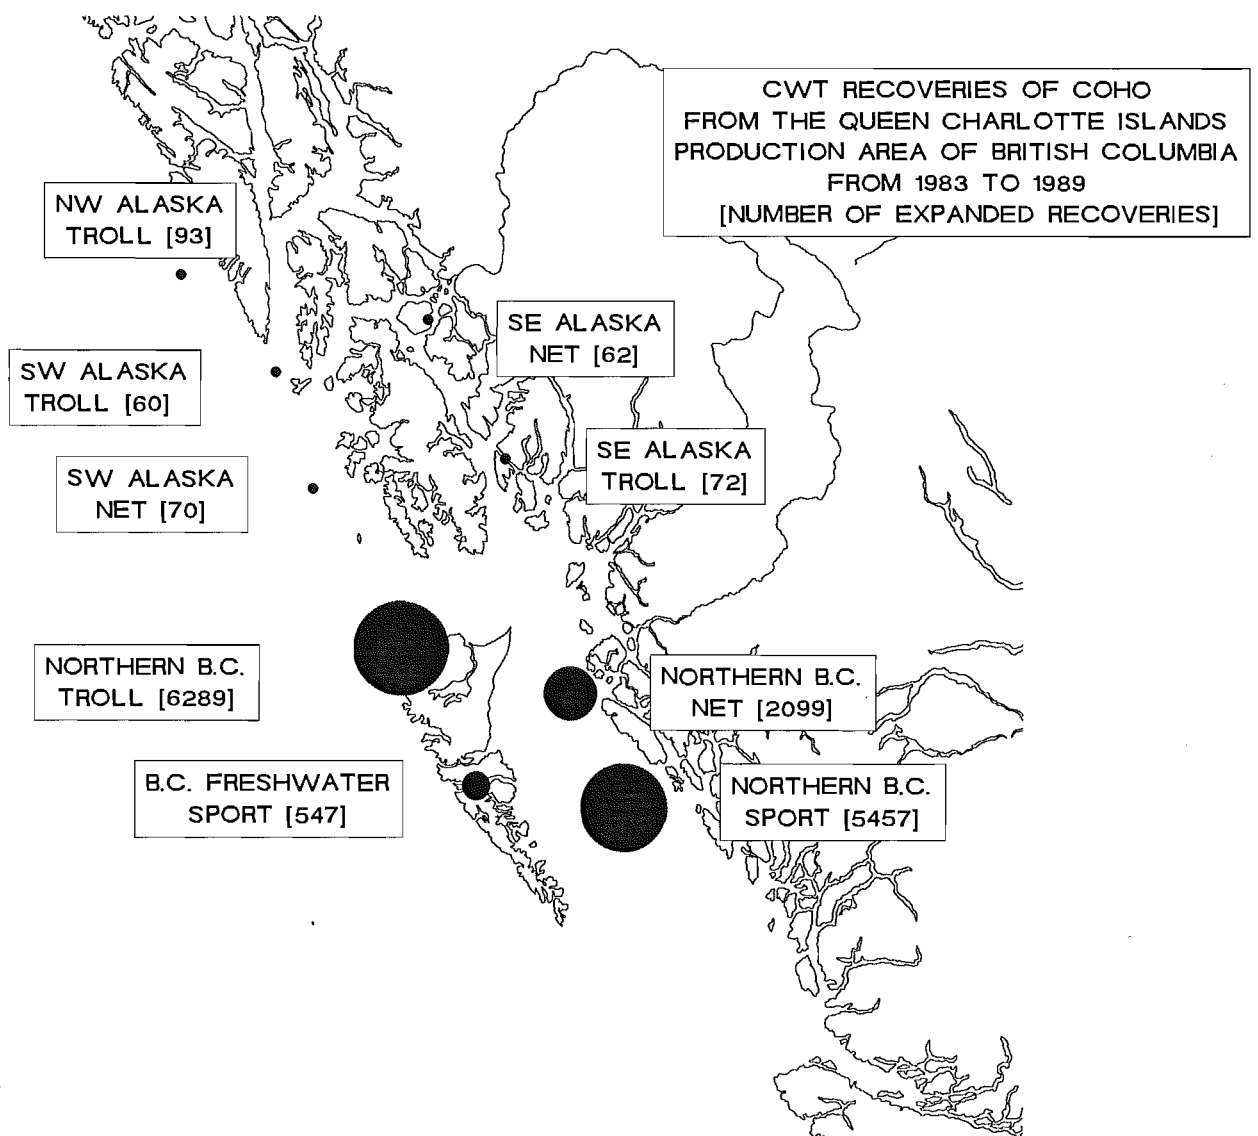 CWT RECOVERIES OF COHO
FROM THE QUEEN CHARLOTTE ISLANDS
PRODUCTION AREA OF BRITISH COLUMBIA
FROM 1983 TO 1989
[NUMBER OF EXPANDED RECOVERIES]
NW ALASKA
TROLL [93]
SE ALASKA
NET [62]
SW ALASKA
TROLL [60]
SE ALASKA
TROLL [72]
SW ALASKA
NET [70]
NORTHERN B.C.
TROLL [6289]
NORTHERN B.C.
NET [2099]
B.C. FRESHWATER
SPORT [547]
NORTHERN B.C.
SPORT [5457]